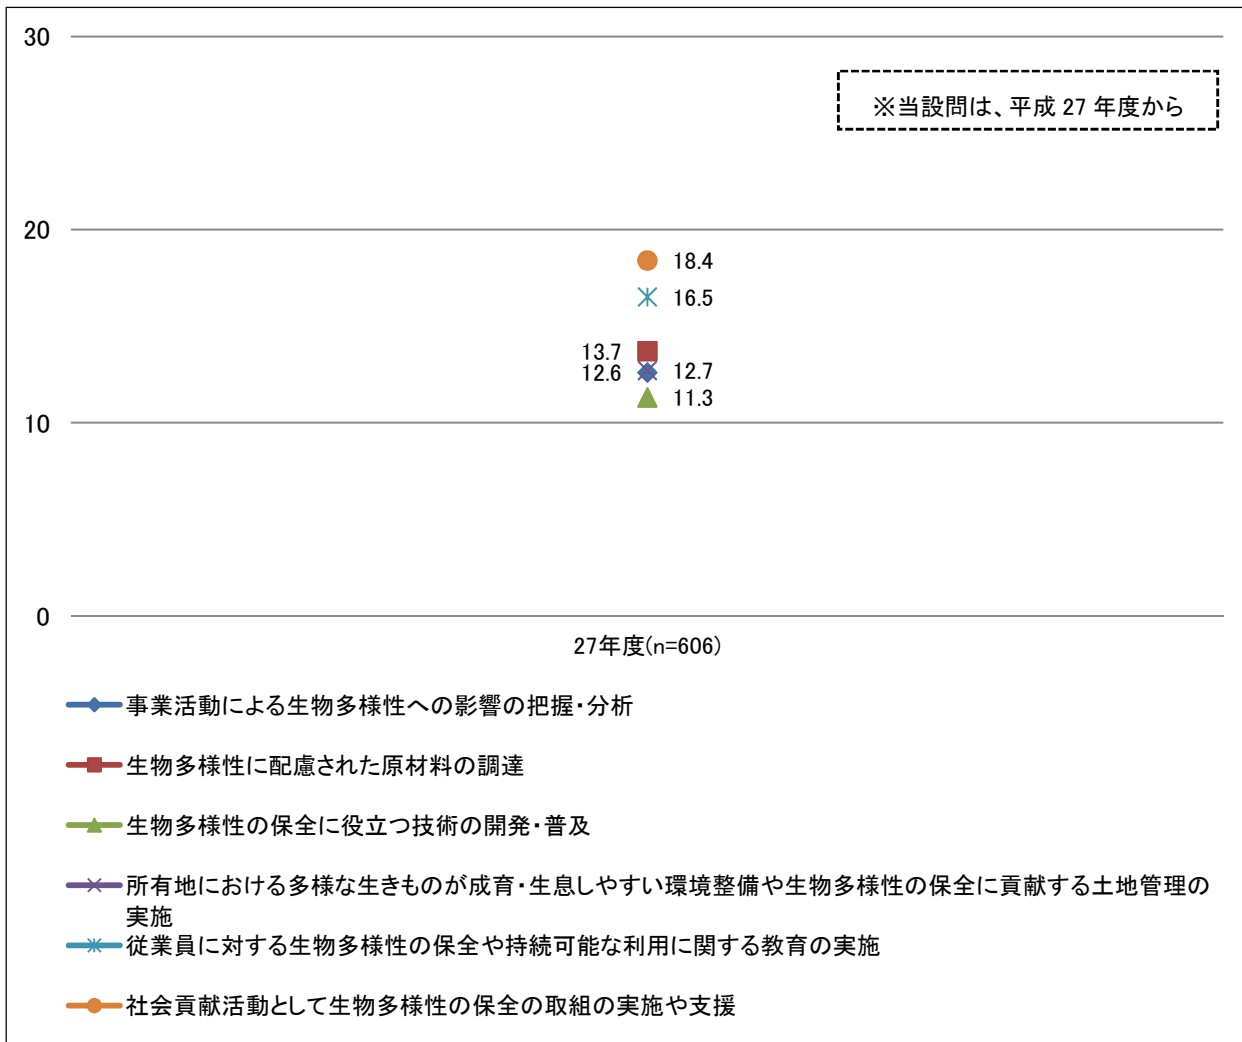 30
※当設問は、平成 27 年度から
20
18.4
16.5
13.7
12.6
12.7
11.3
10
0
27年度(n=606)
事業活動による生物多様性への影響の把握・分析
生物多様性に配慮された原材料の調達
生物多様性の保全に役立つ技術の開発・普及
所有地における多様な生きものが成育・生息しやすい環境整備や生物多様性の保全に貢献する土地管理の
実施
従業員に対する生物多様性の保全や持続可能な利用に関する教育の実施
社会貢献活動として生物多様性の保全の取組の実施や支援